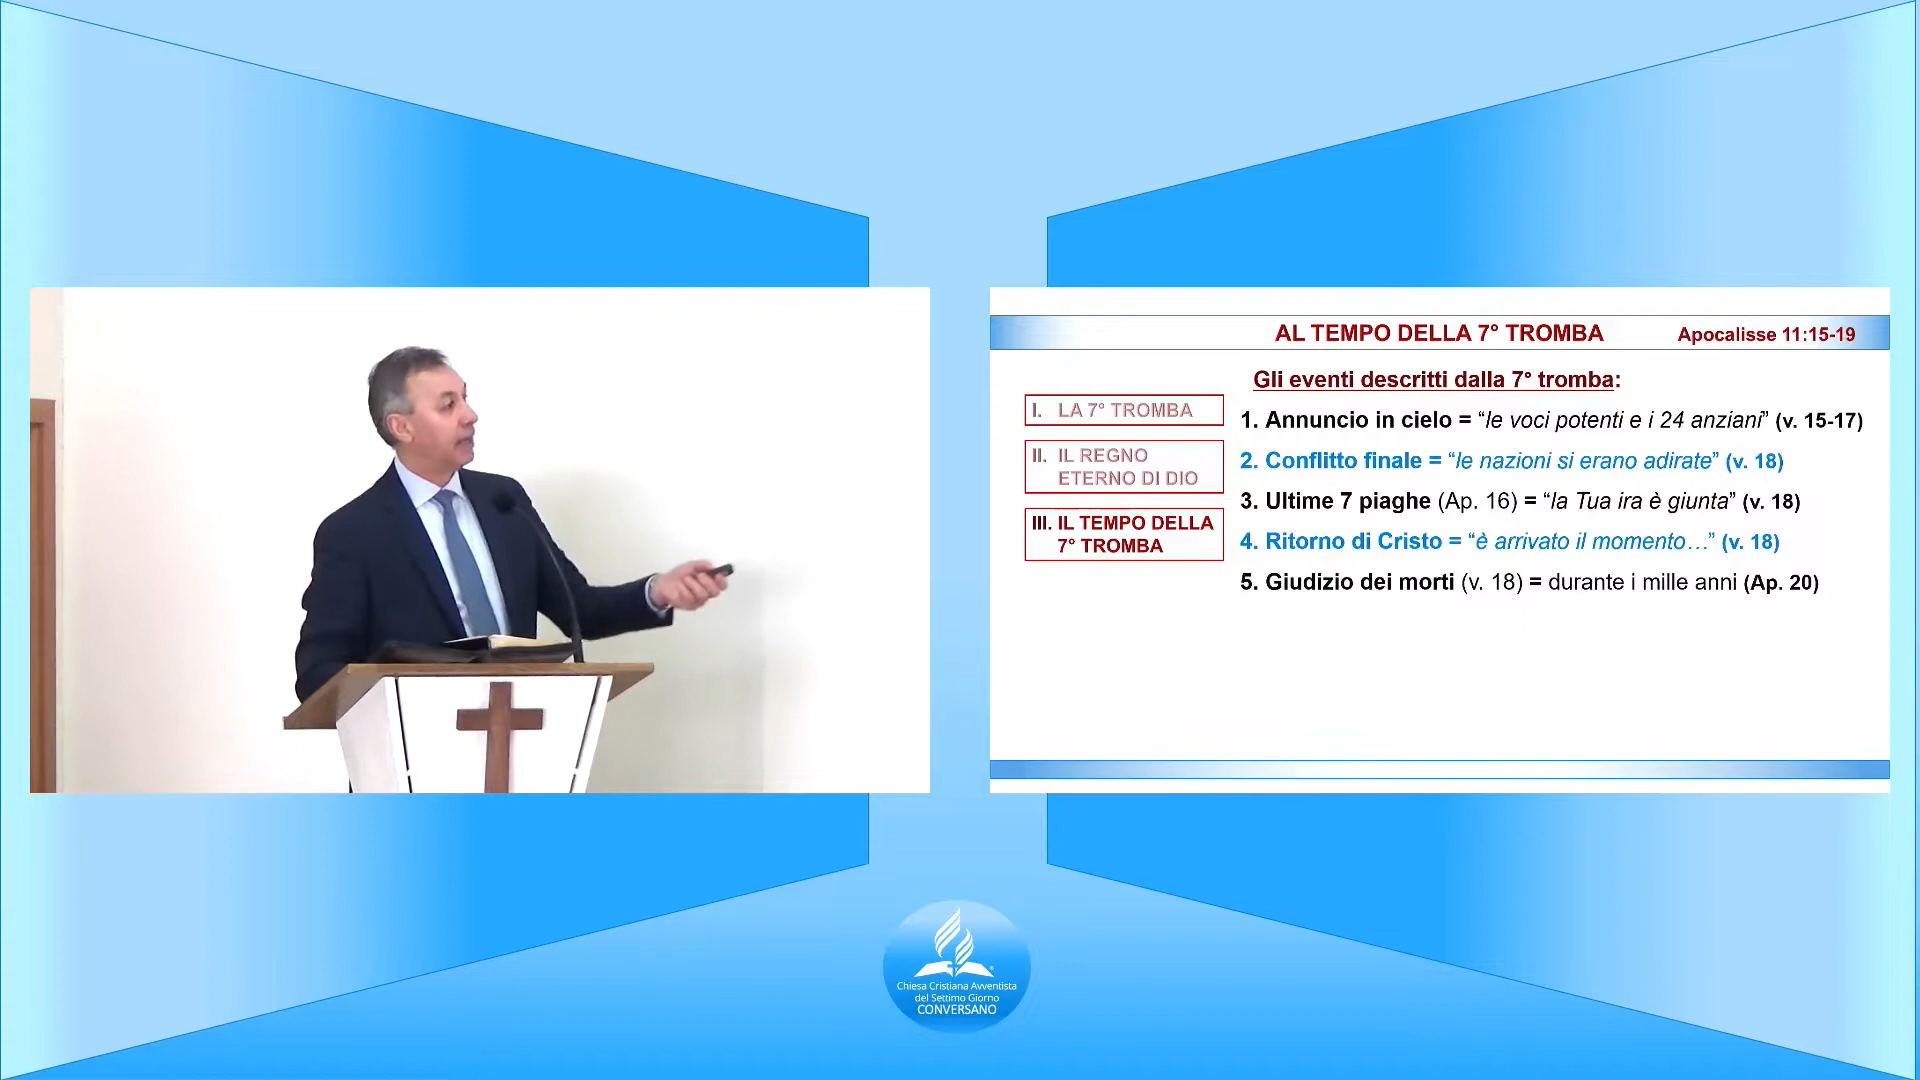 AL TEMPO DELLA 7° TROMBA
Apocalisse 11:15-19
I. LA 7° TROMBA
II. IL REGNO
ETERNO DI DIO
III. IL TEMPO DELLA
7° TROMBA
Gli eventi descritti dalla 7° tromba:
1. Annuncio in cielo = “le voci potenti e i 24 anziani” (v. 15-17)
2. Conflitto finale = “le nazioni si erano adirate” (v. 18)
3. Ultime 7 piaghe (Ap. 16) = “la Tua ira è giunta” (v. 18)
4. Ritorno di Cristo = “è arrivato il momento…” (v. 18)
5. Giudizio dei morti (v. 18) = durante i mille anni (Ap. 20)
Chiesa Cristiana Avventista
del Settimo Giorno
CONVERSANO